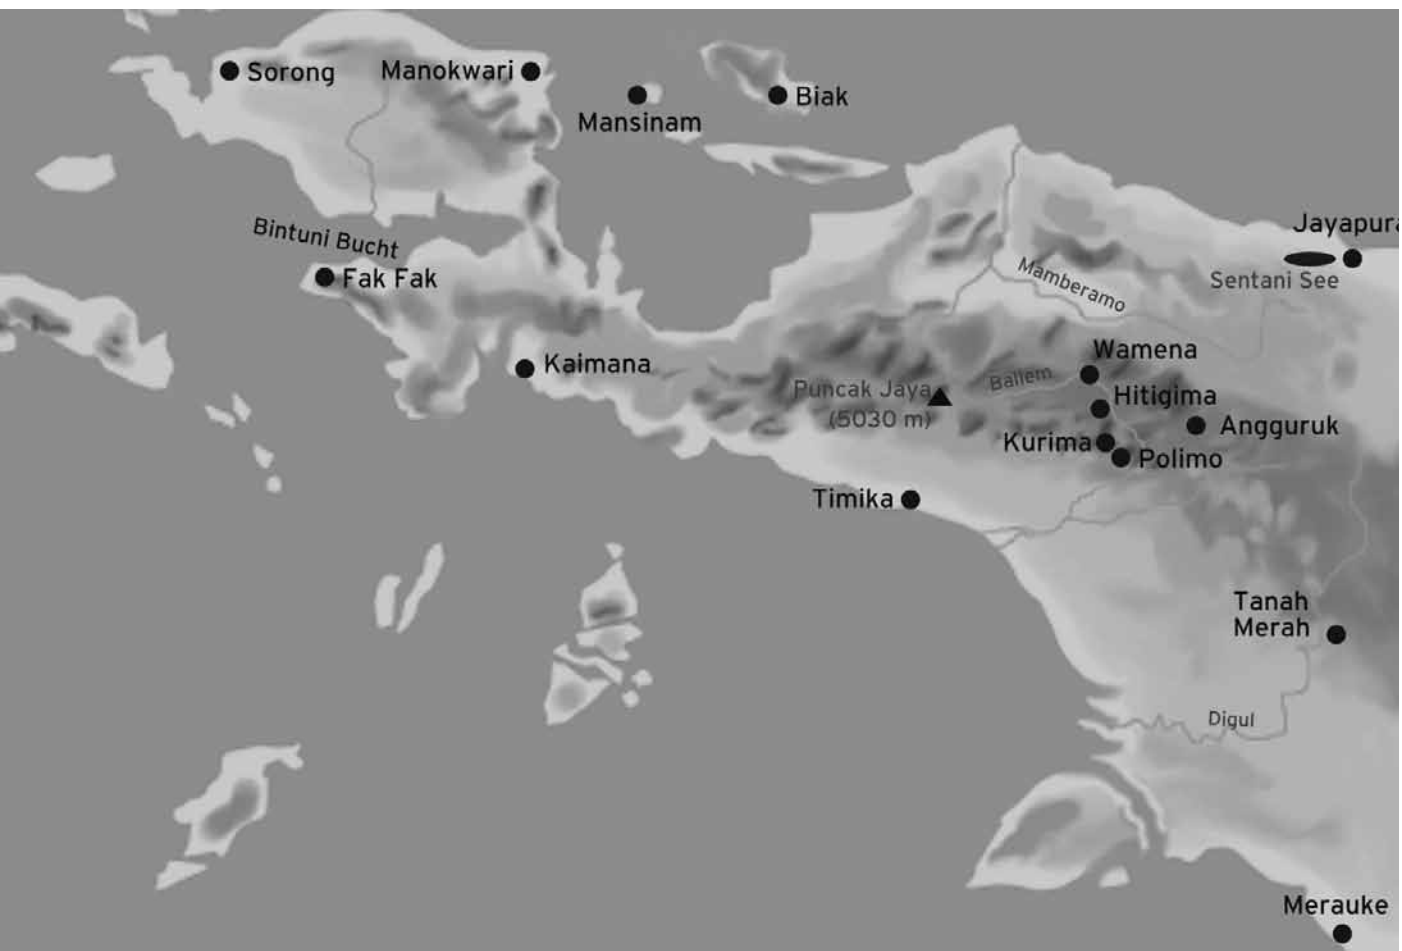 Sorong
Manokwari
Biak
Mansinam
Jayapura
Bintuni Bucht
Fak Fak
Sentani See
Mamberamo
Wamena
Kaimana
Baliem
Puncak Jaya
(5030 m)
Hitigima
Angguruk
Kurima
Polimo
Timika
Tanah
Merah
Digul
Merauke